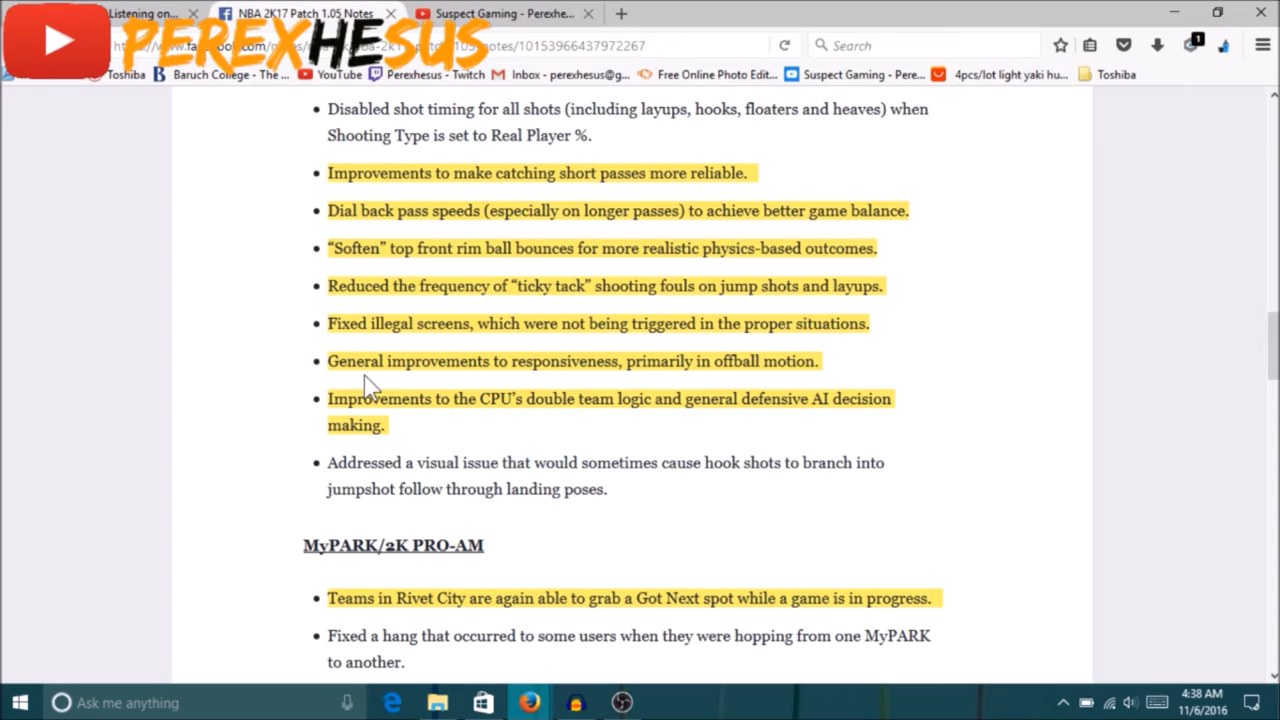 Listening on...
NBA 2K17 Patch 1.05 Notes
Suspect Gaming - Perexhe...
PEREXHESUS
notes/10153966437972267
Search
1
Toshiba
Baruch College - The ...
YouTube
Perexhesus - Twitch
Inbox - perexhesus@g...
Free Online Photo Edit...
Suspect Gaming - Pere...
4pcs/lot light yaki hu...
Toshiba
• Disabled shot timing for all shots (including layups, hooks, floaters and heaves) when
Shooting Type is set to Real Player %.
• Improvements to make catching short passes more reliable.
• Dial back pass speeds (especially on longer passes) to achieve better game balance.
• “Soften” top front rim ball bounces for more realistic physics-based outcomes.
• Reduced the frequency of “ticky tack” shooting fouls on jump shots and layups.
• Fixed illegal screens, which were not being triggered in the proper situations.
• General improvements to responsiveness, primarily in offball motion.
• Improvements to the CPU’s double team logic and general defensive AI decision
making.
• Addressed a visual issue that would sometimes cause hook shots to branch into
jumpshot follow through landing poses.
MyPARK/2K PRO-AM
• Teams in Rivet City are again able to grab a Got Next spot while a game is in progress.
• Fixed a hang that occurred to some users when they were hopping from one MyPARK
to another.
Ask me anything
4:38 AM
11/6/2016